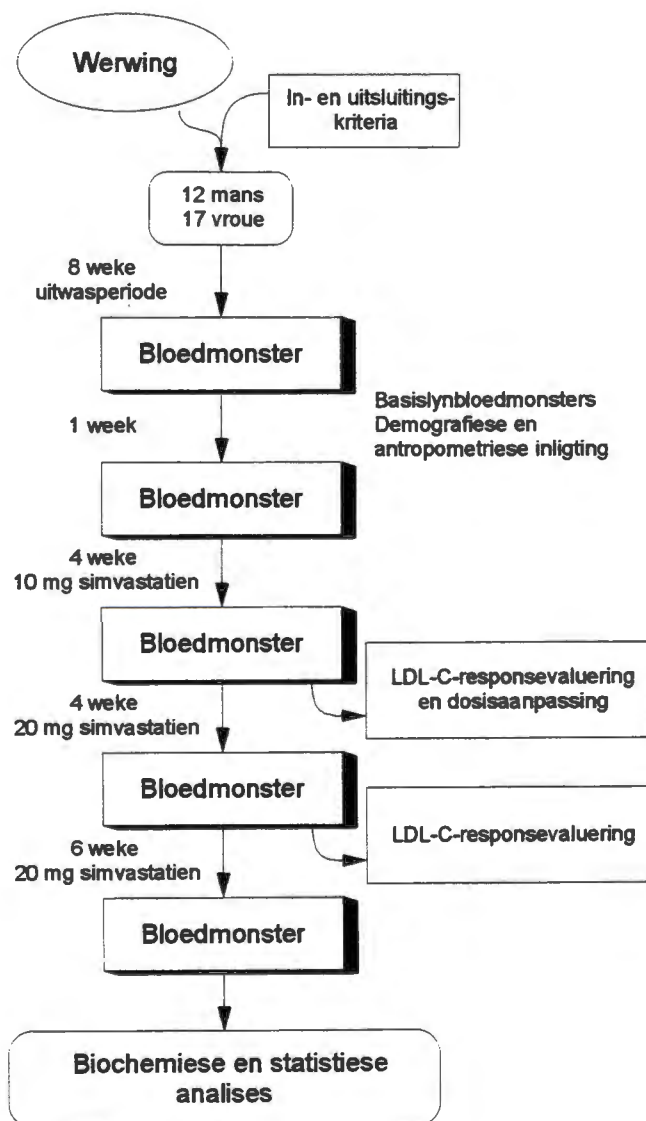 Werwing
In- en uitsluitings-
kriteria
12 mans
17 vroue
8 weke
uitwasperiode
Bloedmonster
1 week
Basislynbloedmonsters
Demografiese en
antropometriese inligting
Bloedmonster
4 weke
10 mg simvastatien
Bloedmonster
LDL-C-responsevaluering
en dosisaanpassing
4 weke
20 mg simvastatien
Bloedmonster
LDL-C-responsevaluering
6 weke
20 mg simvastatien
Bloedmonster
Biochemiese en statistiese
analises